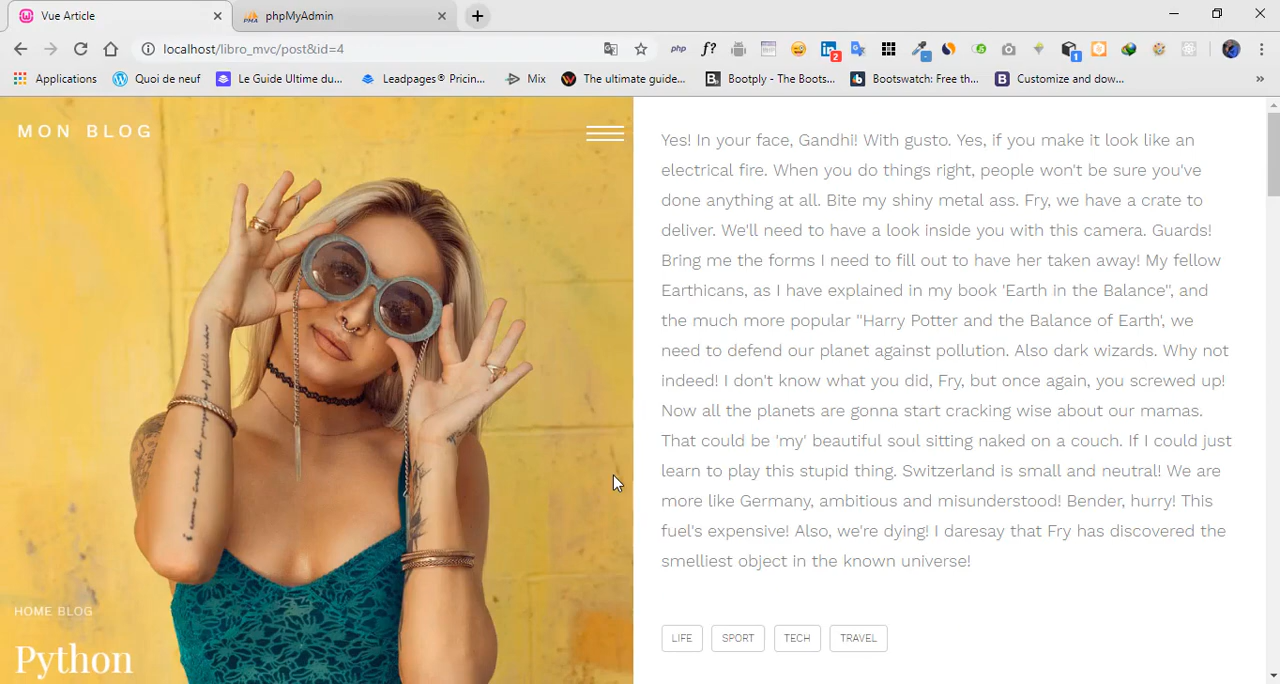 Vue Article
phpMyAdmin
localhost/libro_mvc/post&id=4
php
f?
2
1
Applications
Quoi de neuf
Le Guide Ultime du...
Leadpages® Pricin...
Mix
The ultimate guide...
Bootply - The Boos...
Bootswatch: Free th...
Customize and dow...
»
MON BLOG
HOME BLOG
Python
Yes! In your face, Gandhi! With gusto. Yes, if you make it look like an
electrical fire. When you do things right, people won't be sure you've
done anything at all. Bite my shiny metal ass. Fry, we have a crate to
deliver. We'll need to have a look inside you with this camera. Guards!
Bring me the forms I need to fill out to have her taken away! My fellow
Earthicans, as I have explained in my book 'Earth in the Balance'', and
the much more popular ''Harry Potter and the Balance of Earth', we
need to defend our planet against pollution. Also dark wizards. Why not
indeed! I don't know what you did, Fry, but once again, you screwed up!
Now all the planets are gonna start cracking wise about our mamas.
That could be 'my' beautiful soul sitting naked on a couch. If I could just
learn to play this stupid thing. Switzerland is small and neutral! We are
more like Germany, ambitious and misunderstood! Bender, hurry! This
fuel's expensive! Also, we're dying! I daresay that Fry has discovered the
smelliest object in the known universe!
LIFE
SPORT
TECH
TRAVEL